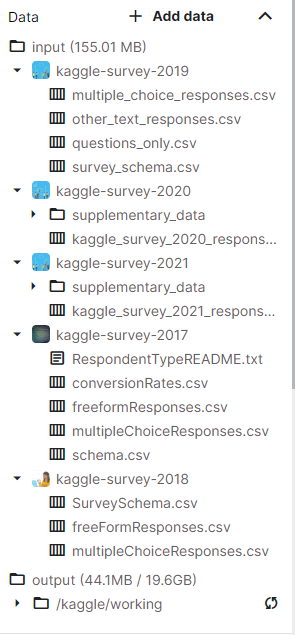 Data + Add data
input (155.01 MB)
kaggle-survey-2019
multiple_choice_responses.csv
other_text_responses.csv
questions_only.csv
survey_schema.csv
kaggle-survey-2020
supplementary_data
kaggle_survey_2020_respons...
kaggle-survey-2021
supplementary_data
kaggle_survey_2021_respons...
kaggle-survey-2017
RespondentTypeREADME.txt
conversionRates.csv
freeformResponses.csv
multipleChoiceResponses.csv
schema.csv
kaggle-survey-2018
SurveySchema.csv
freeFormResponses.csv
multipleChoiceResponses.csv
output (44.1MB / 19.6GB)
/kaggle/working